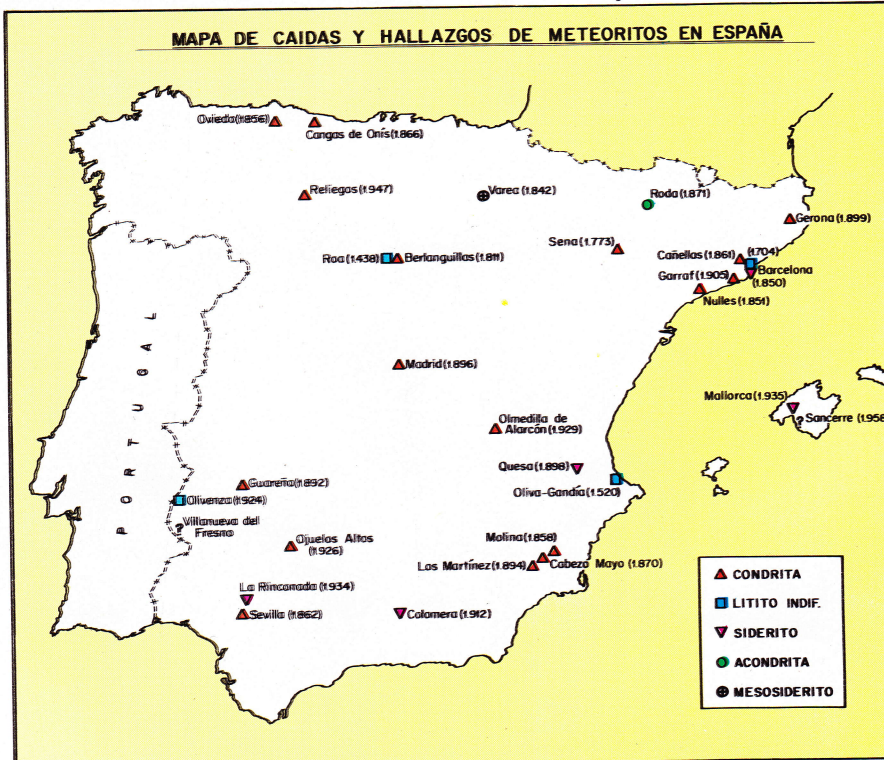 MAPA DE CAIDAS Y HALLAZGOS DE METEORITOS EN ESPAÑA
Oviedo (1.856)
Cangas de Onís (1.866)
Reliegos (1.947)
Varea (1.842)
Roda (1.871)
Gerona (1.899)
Sena (1.773)
Cañellas (1.861)
(1.704)
Roa (1.438)
Berlanguillas (1.811)
Garraf (1.905)
Barcelona
(1.850)
Nulles (1.851)
PORTUGAL
Madrid (1.896)
Mallorca (1.935)
?
Sancerre (1.958
Olmedilla de
Alarcón (1.929)
Quesa (1.898)
Oliva-Gandía (1.520)
Guareña (1.892)
Olivenza (1.924)
?
Villanueva del
Fresno
Ojuelos Altos
(1.926)
Molina (1.858)
Los Martínez (1.894)
Cabezo Mayo (1.870)
La Rinconada (1.934)
Sevilla (1.862)
Colomera (1.912)
CONDRITA
LITITO INDIF.
SIDERITO
ACONDRITA
MESOSIDERITO